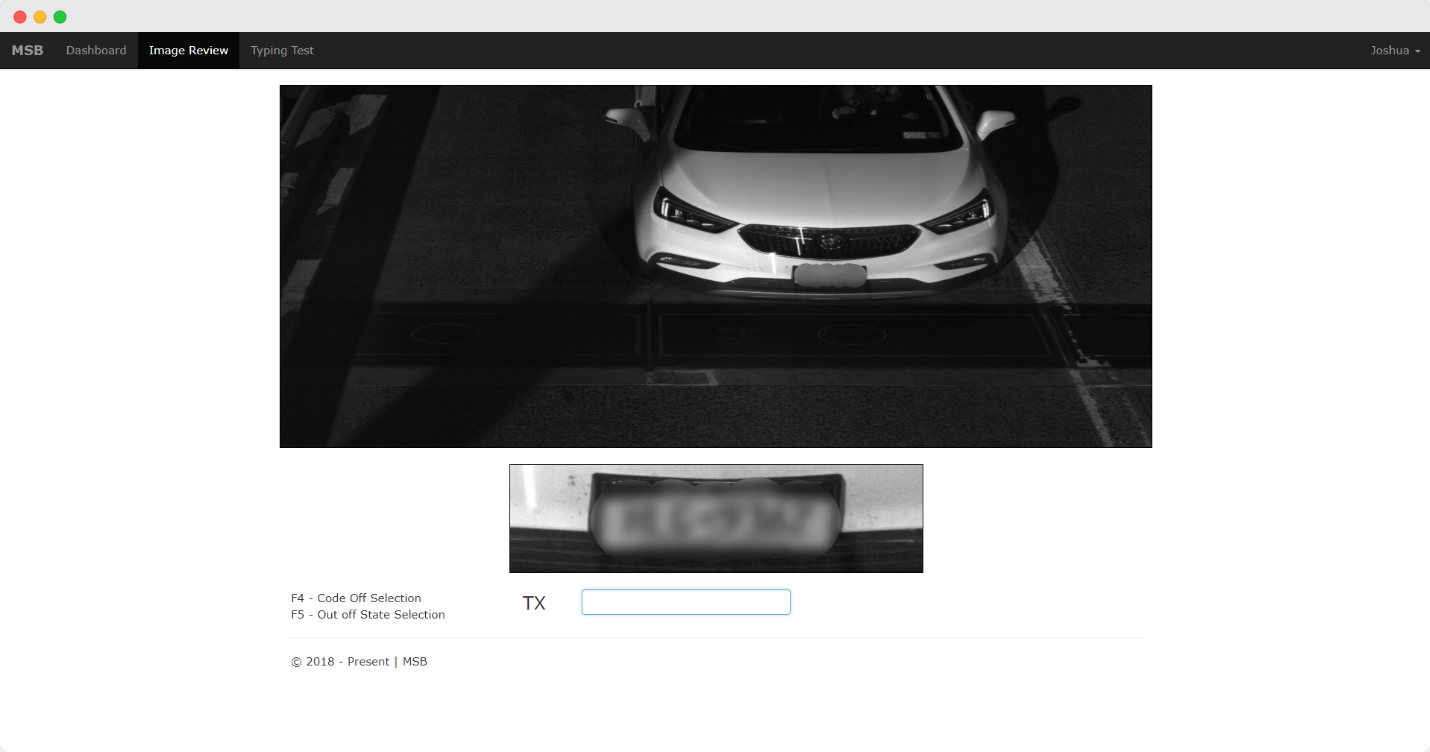 MSB Dashboard Image Review Typing Test Joshua
F4 - Code Off Selection
F5 - Out off State Selection
TX
© 2018 - Present | MSB